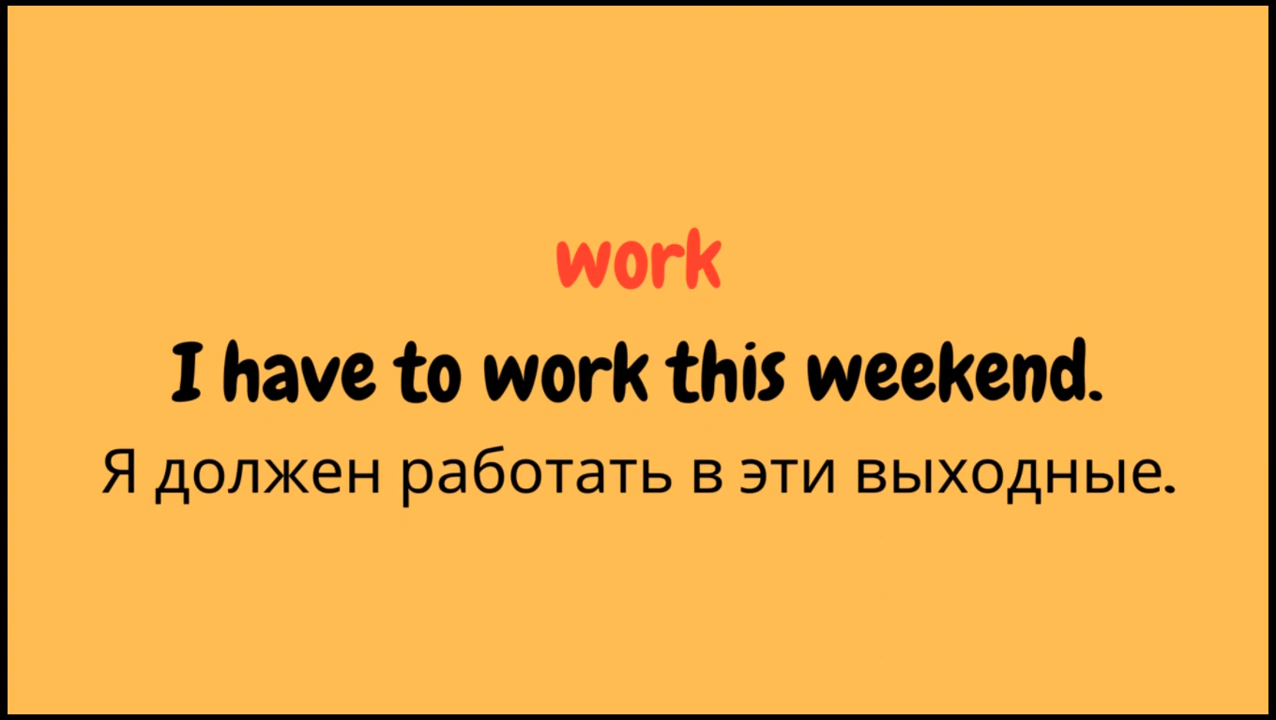 work
I have to work this weekend.
Я должен работать в эти выходные.